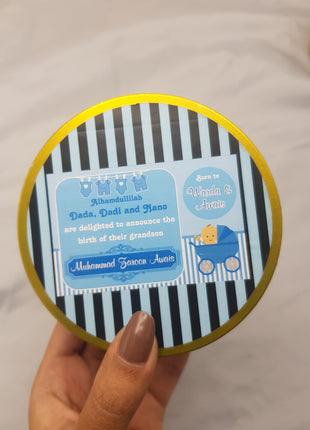 Alhamdulillah
Dada, Dadi and Nano
are delighted to announce the
birth of their grandson
Muhammad Zaroon Awais
Born to
Warda &
Awais